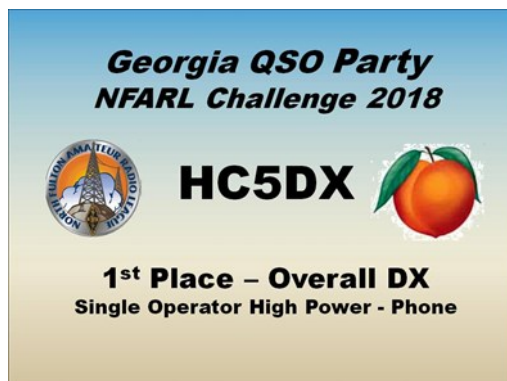 Georgia QSO Party
NFARL Challenge 2018
NORTH FULTON AMATEUR RADIO LEAGUE
HC5DX
1st Place – Overall DX
Single Operator High Power - Phone